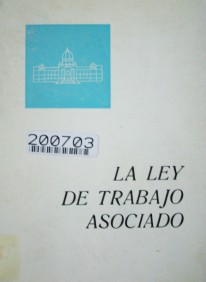 200703
LA LEY
DE TRABAJO
ASOCIADO